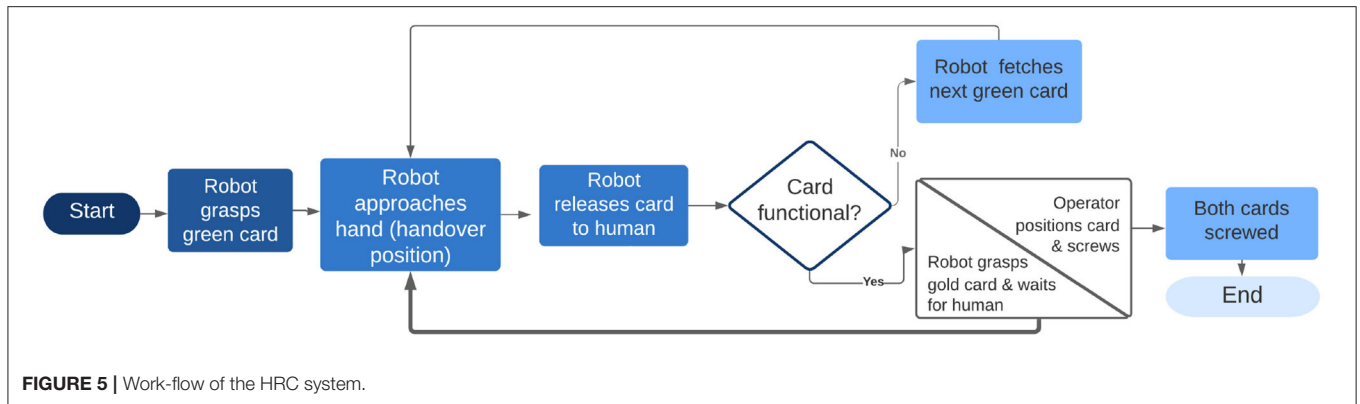 Start
Robot
grasps
green card
Robot
approaches
hand (handover
position)
Robot
releases card
to human
Card
functional?
No
Robot fetches
next green card
Yes
Operator
positions card
& screws
Robot grasps
gold card & waits
for human
Both cards
screwed
End
FIGURE 5 | Work-flow of the HRC system.